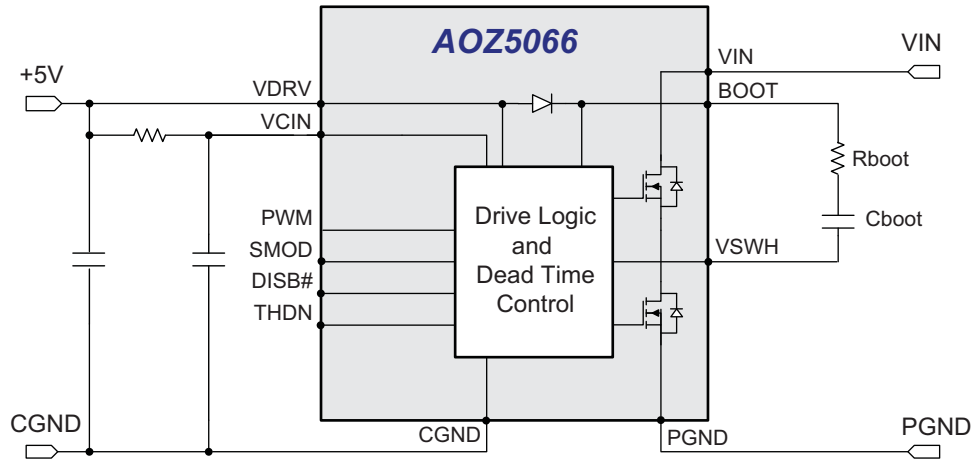 AOZ5066
VIN
VIN
+5V
VDRV
BOOT
VCIN
Rboot
Drive Logic
and
Dead Time
Control
PWM
SMOD
DISB#
THDN
Cboot
VSWH
CGND
CGND
PGND
PGND